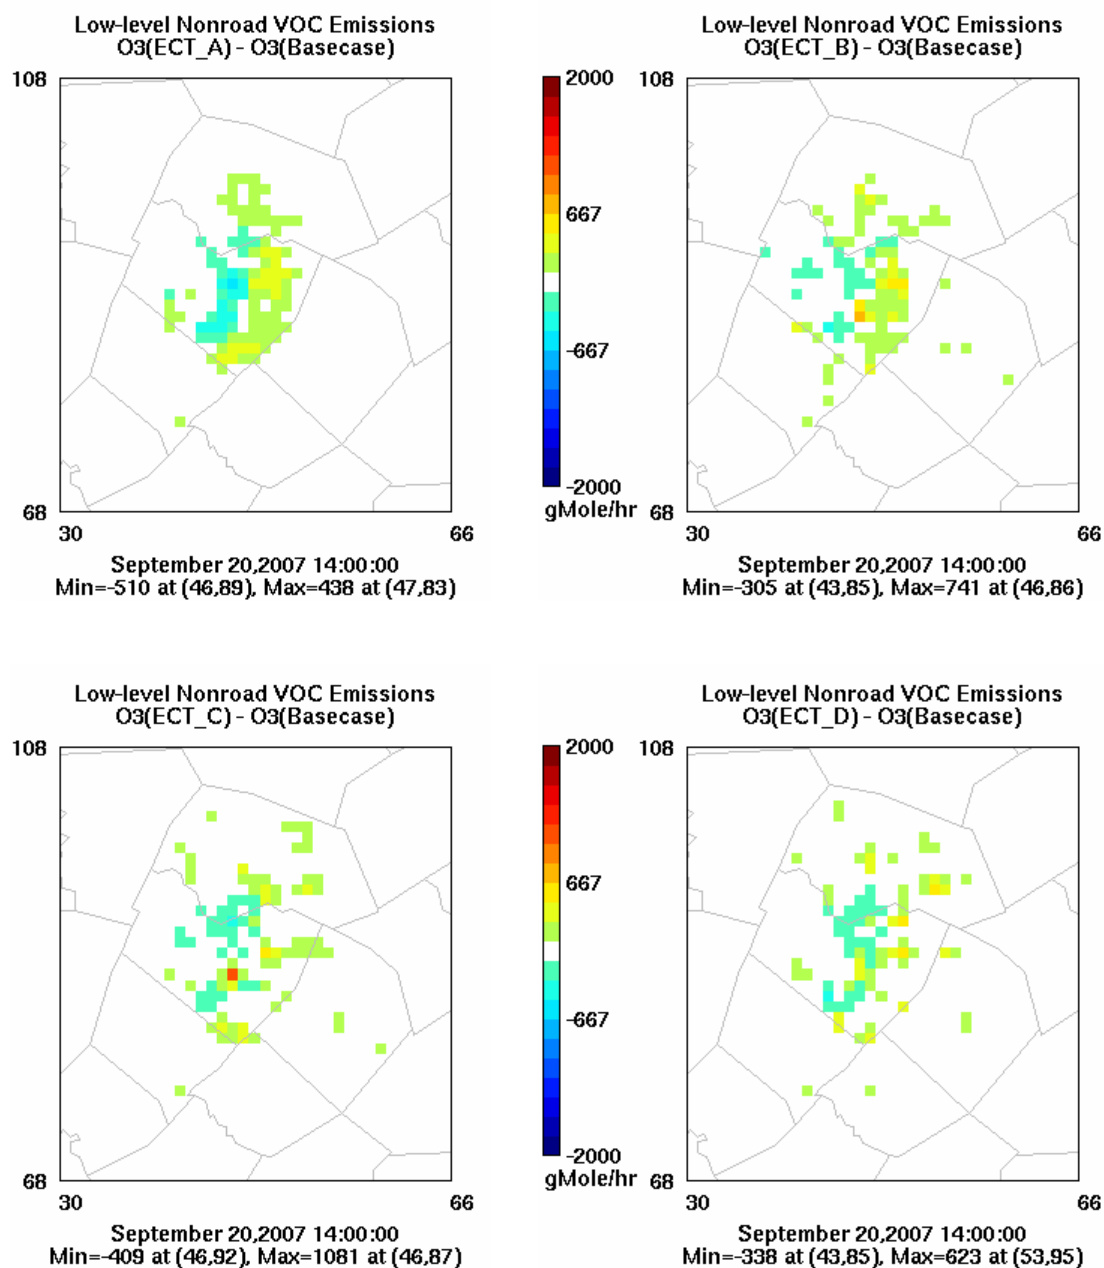 Low-level Nonroad VOC Emissions
O3(ECT_A) - O3(Basecase)
108
68
30
66
September 20,2007 14:00:00
Min=-510 at (46,89), Max=438 at (47,83)
2000
667
-667
-2000
gMole/hr
Low-level Nonroad VOC Emissions
O3(ECT_B) - O3(Basecase)
108
68
30
66
September 20,2007 14:00:00
Min=-305 at (43,85), Max=741 at (46,86)
Low-level Nonroad VOC Emissions
O3(ECT_C) - O3(Basecase)
108
68
30
66
September 20,2007 14:00:00
Min=-409 at (46,92), Max=1081 at (46,87)
2000
667
-667
-2000
gMole/hr
Low-level Nonroad VOC Emissions
O3(ECT_D) - O3(Basecase)
108
68
30
66
September 20,2007 14:00:00
Min=-338 at (43,85), Max=623 at (53,95)